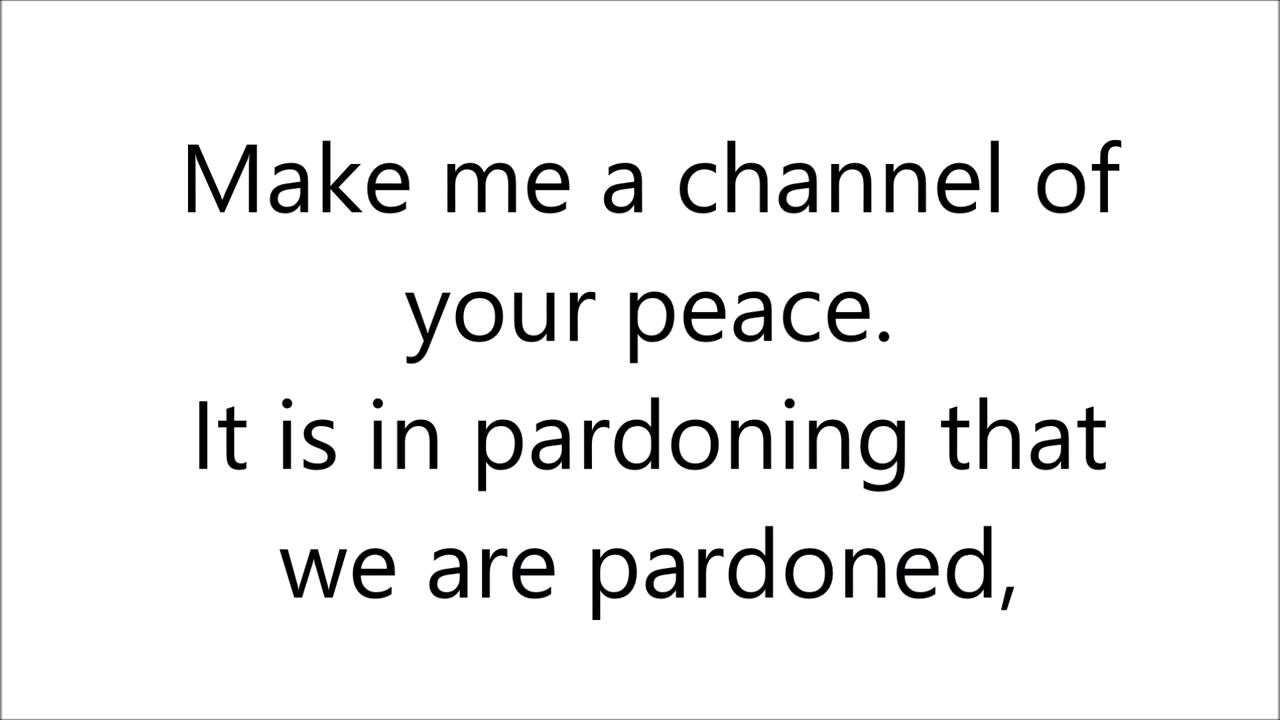 Make me a channel of
your peace.
It is in pardoning that
we are pardoned,